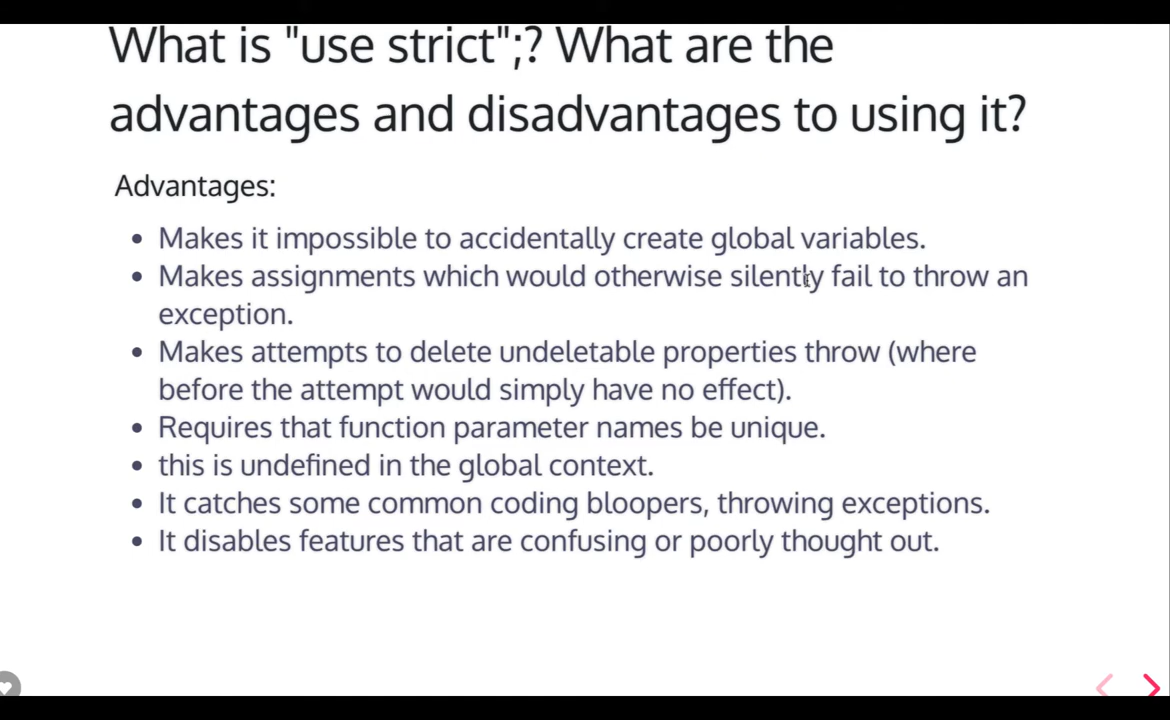 What is "use strict";? What are the
advantages and disadvantages to using it?
Advantages:
• Makes it impossible to accidentally create global variables.
• Makes assignments which would otherwise silently fail to throw an
exception.
• Makes attempts to delete undeletable properties throw (where
before the attempt would simply have no effect).
• Requires that function parameter names be unique.
• this is undefined in the global context.
• It catches some common coding bloopers, throwing exceptions.
• It disables features that are confusing or poorly thought out.